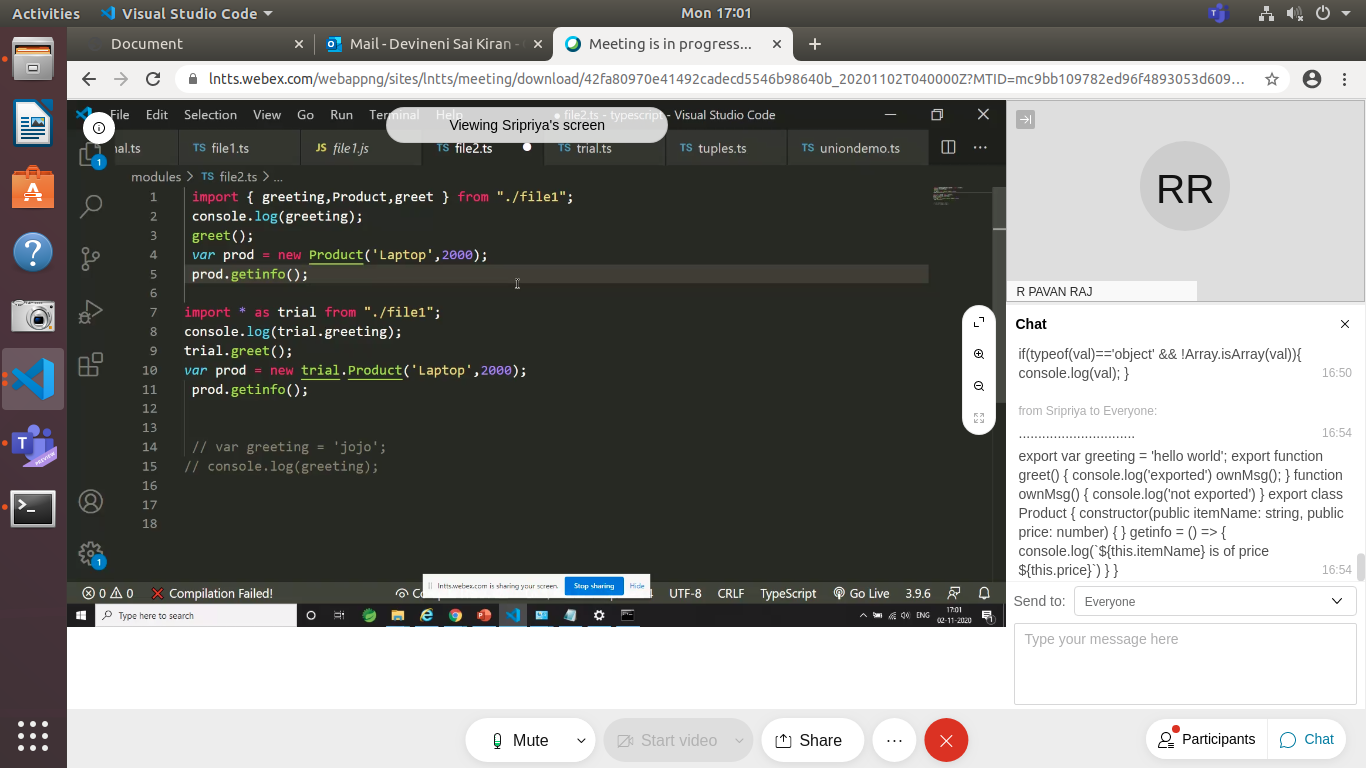 Activities
Visual Studio Code
Mon 17:01
Document
Mail - Devineni Sai Kiran -
Meeting is in progress...
lntts.webex.com/webappng/sites/lntts/meeting/download/42fa80970e41492cadecd5546b98640b_20201102T040000Z?MTID=mc9bb109782ed96f4893053d609...
File Edit Selection View Go Run Terminal Help
● file2.ts - typescript - Visual Studio Code
Viewing Sripriya's screen
nal.ts
TS file1.ts
JS file1.js
TS file2.ts
TS trial.ts
TS tuples.ts
TS uniondemo.ts
modules > TS file2.ts > ...
1 import { greeting,Product,greet } from "./file1";
2 console.log(greeting);
3 greet();
4 var prod = new Product('Laptop',2000);
5 prod.getinfo();
6
7 import * as trial from "./file1";
8 console.log(trial.greeting);
9 trial.greet();
10 var prod = new trial.Product('Laptop',2000);
11 prod.getinfo();
12
13
14 // var greeting = 'jojo';
15 // console.log(greeting);
16
17
18
1
1
0 0 Compilation Failed!
UTF-8 CRLF TypeScript Go Live 3.9.6
lntts.webex.com is sharing your screen.
Stop sharing
Hide
Type here to search
ENG
17:01
02-11-2020
1
PREVIEW
RR
R PAVAN RAJ
Chat
if(typeof(val)=='object' && !Array.isArray(val)){
console.log(val); }
16:50
from Sripriya to Everyone:
..............................
16:54
export var greeting = 'hello world'; export function
greet() { console.log('exported') ownMsg(); } function
ownMsg() { console.log('not exported') } export class
Product { constructor(public itemName: string, public
price: number) { } getinfo = () => {
console.log(`${this.itemName} is of price
${this.price}`) } }
16:54
Send to:
Everyone
Type your message here
Mute
Start video
Share
Participants
Chat